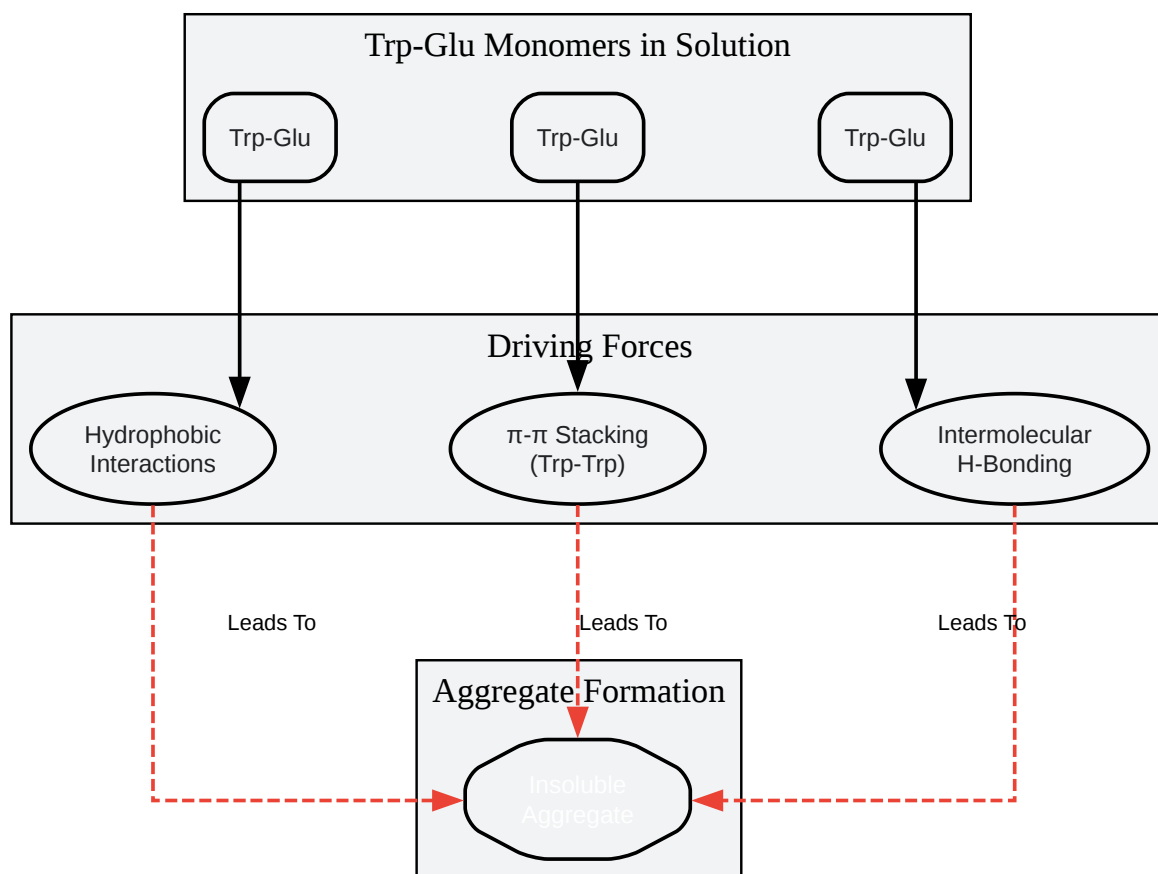 Trp-Glu Monomers in Solution
Trp-Glu
Trp-Glu
Trp-Glu
Driving Forces
Hydrophobic
Interactions
π-π Stacking
(Trp-Trp)
Intermolecular
H-Bonding
Leads To
Leads To
Leads To
Aggregate Formation
Insoluble
Aggregate